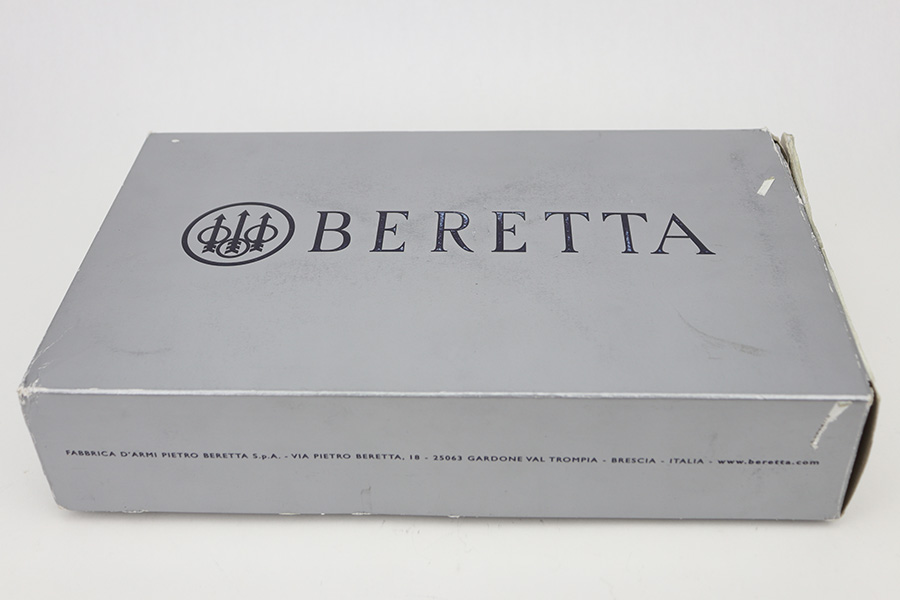 BERETTA
FABBRICA D'ARMI PIETRO BERETTA S.p.A. - VIA PIETRO BERETTA, 18 - 25063 GARDONE VAL TROMPIA - BRESCIA - ITALIA - www.beretta.com